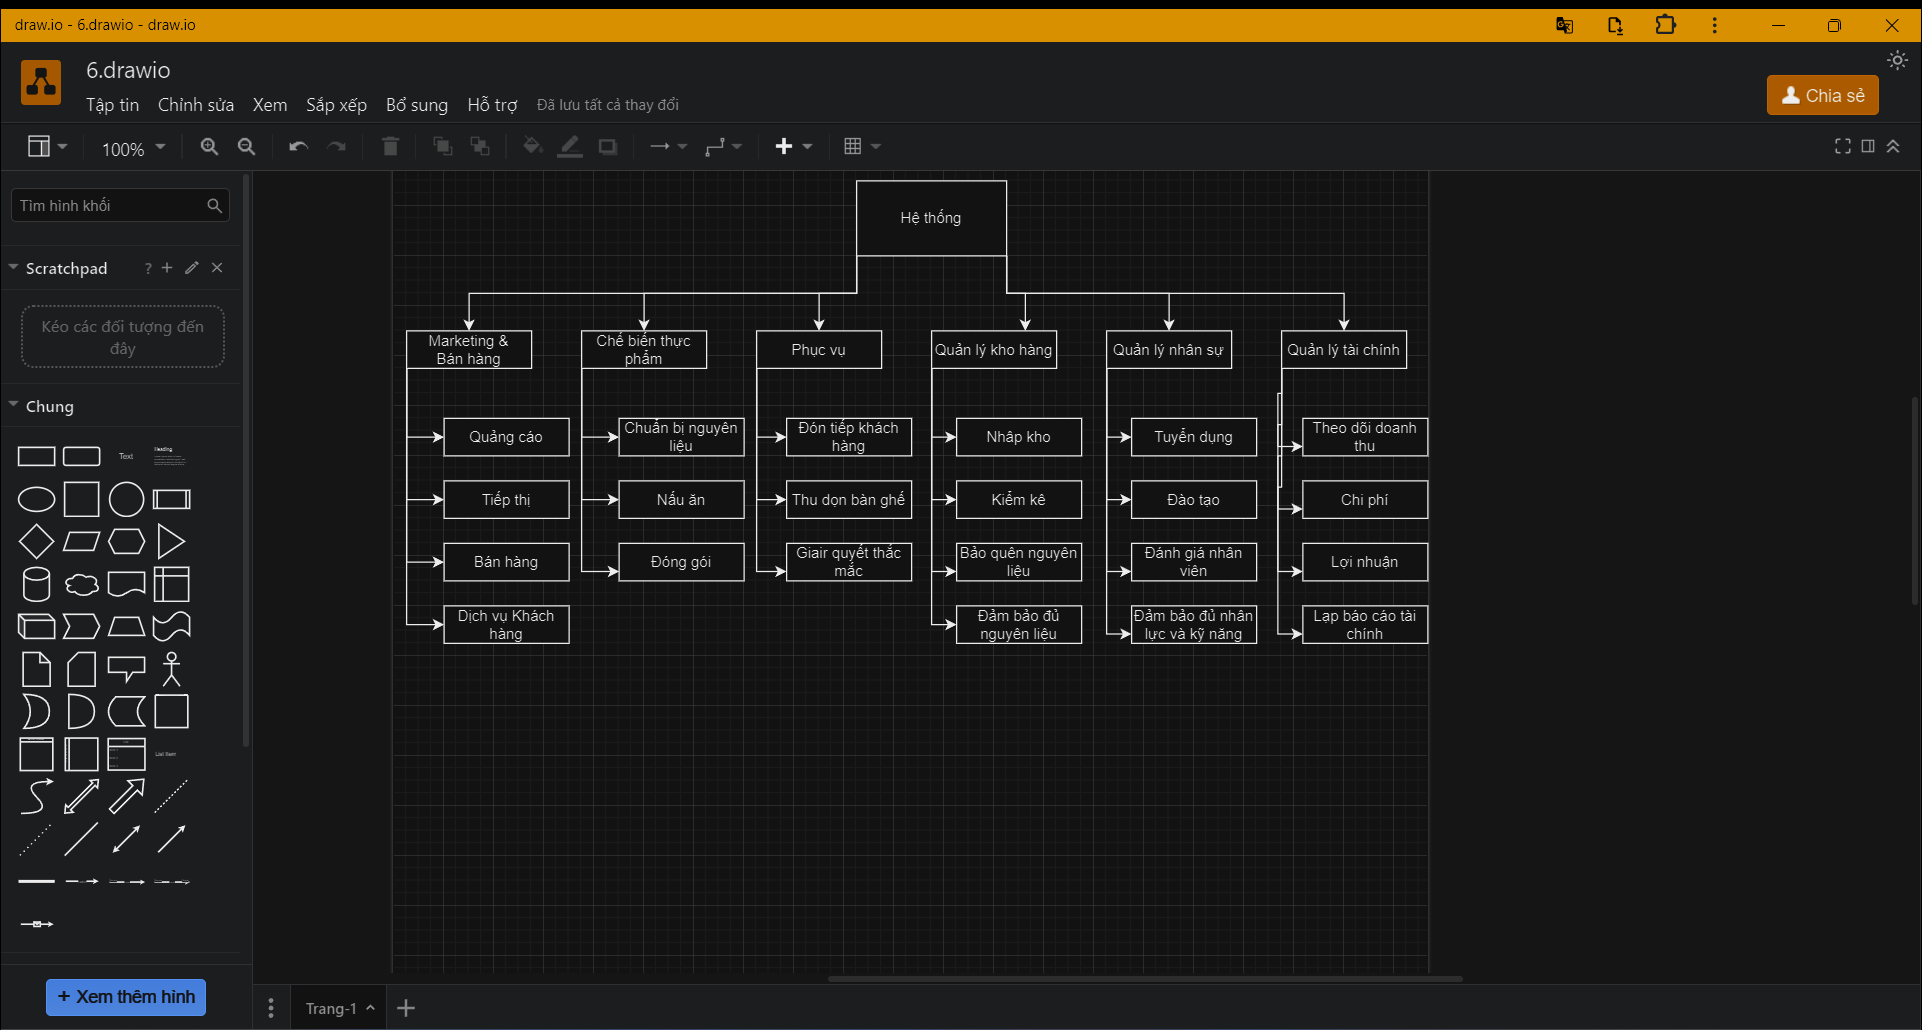 draw.io - 6.drawio - draw.io
6.drawio
Tập tin Chỉnh sửa Xem Sắp xếp Bổ sung Hỗ trợ Đã lưu tất cả thay đổi
Chia sẻ
100%
Tìm hình khối
Scratchpad ?
Kéo các đối tượng đến
đây
Chung
Text
Heading
List Item
+ Xem thêm hình
Trang-1
Hệ thống
Marketing &
Bán hàng
Chế biến thực
phẩm
Phục vụ
Quản lý kho hàng
Quản lý nhân sự
Quản lý tài chính
Quảng cáo
Chuẩn bị nguyên
liệu
Đón tiếp khách
hàng
Nhâp kho
Tuyển dụng
Theo dõi doanh
thu
Tiếp thị
Nấu ăn
Thu dọn bàn ghế
Kiểm kê
Đào tạo
Chi phí
Bán hàng
Đóng gói
Giair quyết thắc
mắc
Bảo quên nguyên
liệu
Đánh giá nhân
viên
Lợi nhuận
Dịch vụ Khách
hàng
Đảm bảo đủ
nguyên liệu
Đảm bảo đủ nhân
lực và kỹ năng
Lạp báo cáo tài
chính